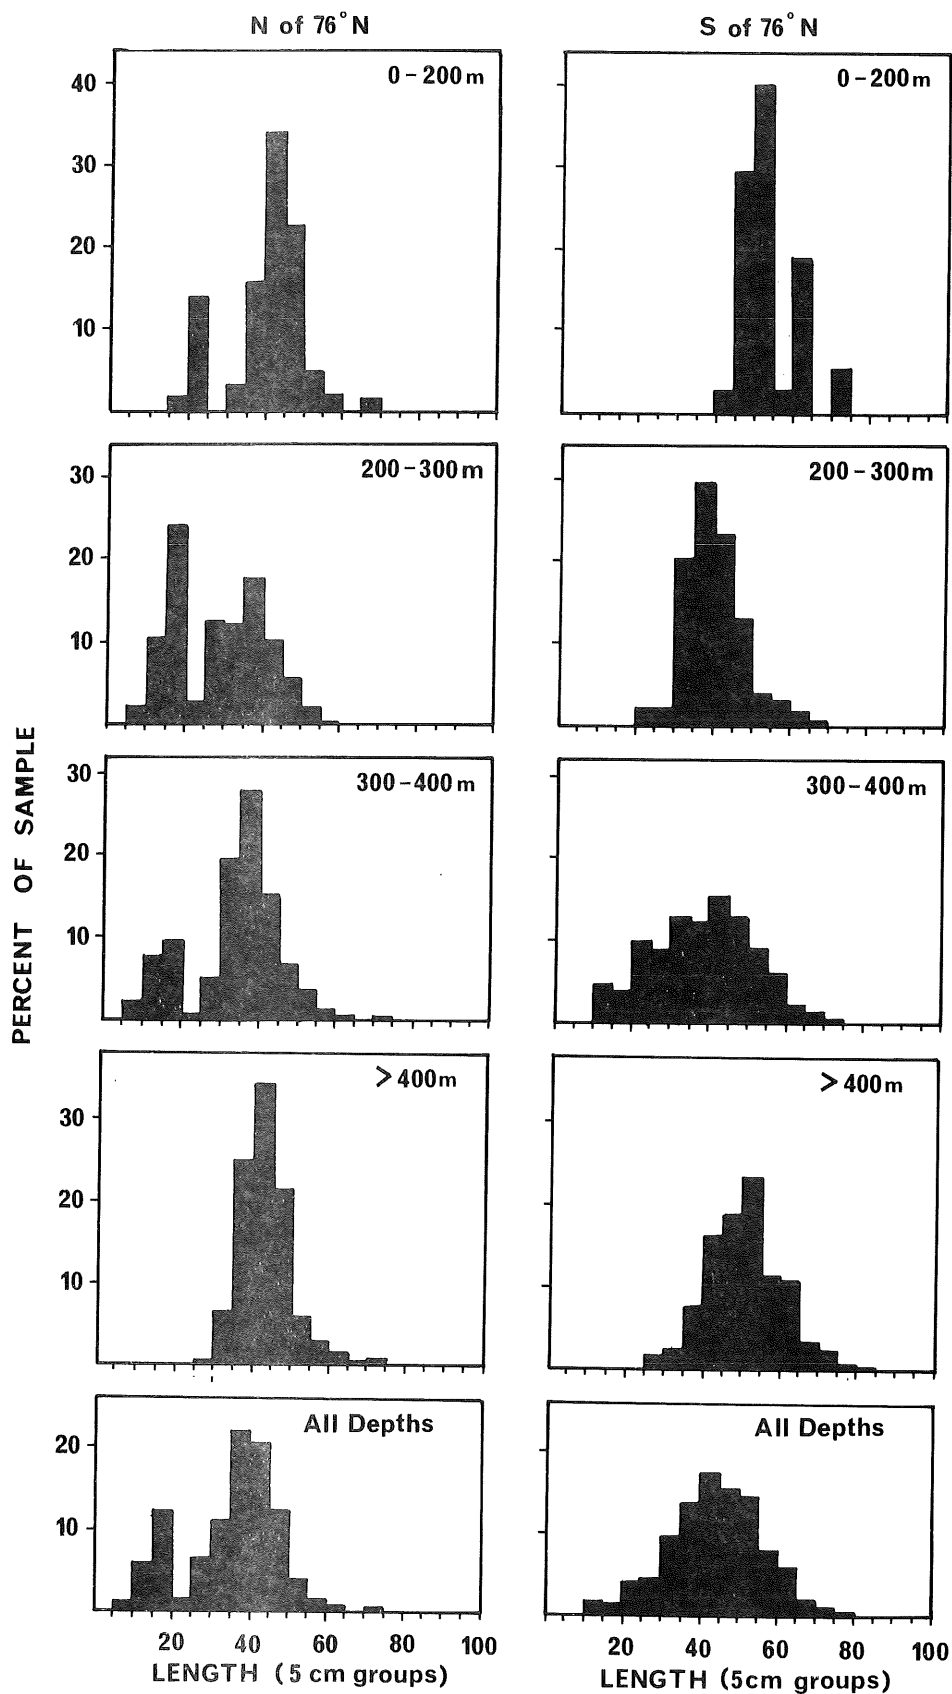 N of 76°N
S of 76°N
0-200m
40
30
20
10
0-200m
200-300m
30
20
10
200-300m
300-400m
30
20
10
300-400m
>400m
30
20
10
>400m
All Depths
20
10
All Depths
PERCENT OF SAMPLE
20 40 60 80 100
LENGTH (5 cm groups)
20 40 60 80 100
LENGTH (5cm groups)